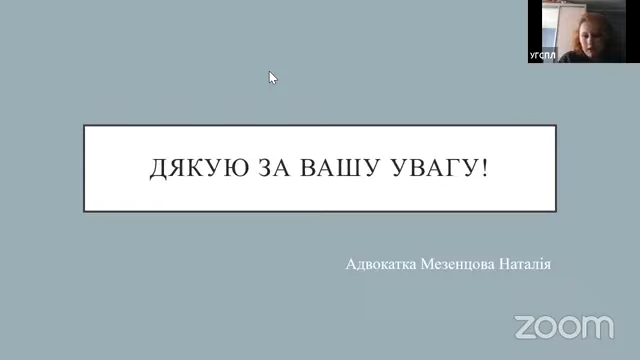 УГСПЛ
ДЯКУЮ ЗА ВАШУ УВАГУ!
Адвокатка Мезенцова Наталія
zoom